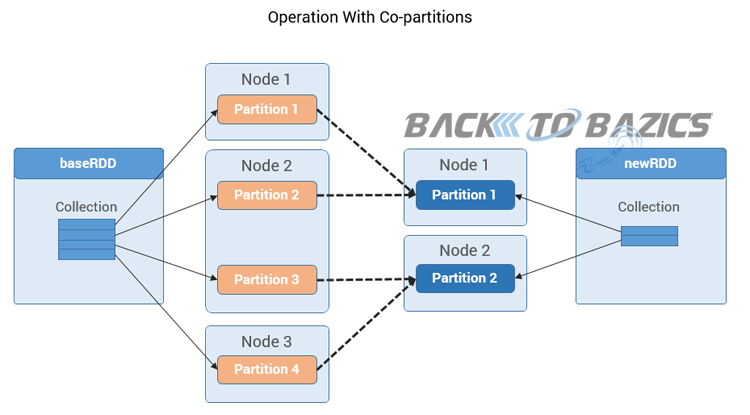 Operation With Co-partitions
BACK TO BAZICS
baseRDD
Collection
Node 1
Partition 1
Node 2
Partition 2
Partition 3
Node 3
Partition 4
Node 1
Partition 1
Node 2
Partition 2
newRDD
Collection